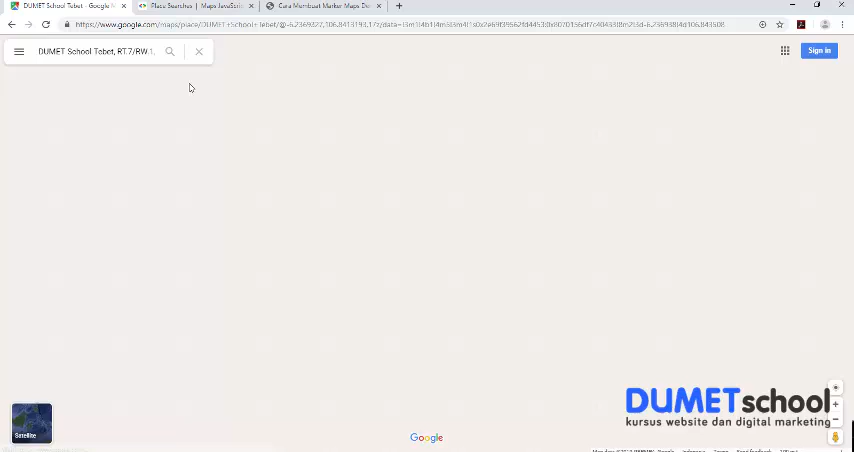 DUMET School Tebet - Google M
Place Searches | Maps JavaScri
Cara Membuat Marker Maps De
https://www.google.com/maps/place/DUMET+School+Tebet/
DUMET School Tebet, RT.7/RW.1,
Sign in
DUMETschool
kursus website dan digital marketing
Satellite
Google